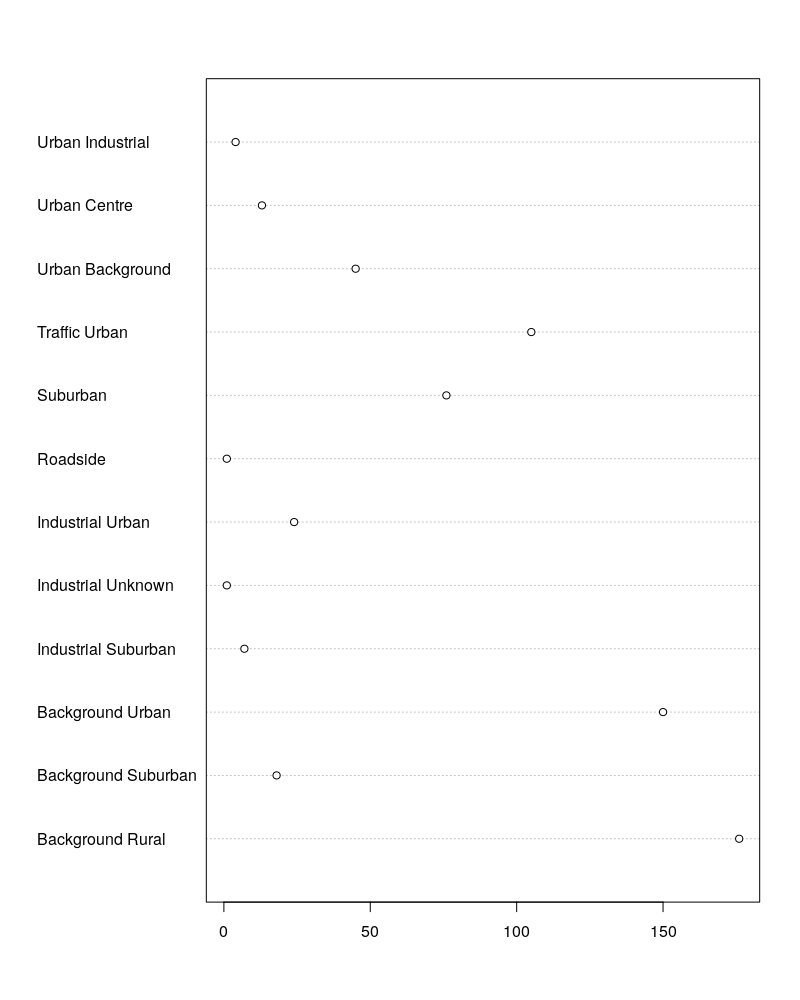 Urban Industrial
Urban Centre
Urban Background
Traffic Urban
Suburban
Roadside
Industrial Urban
Industrial Unknown
Industrial Suburban
Background Urban
Background Suburban
Background Rural
0 50 100 150